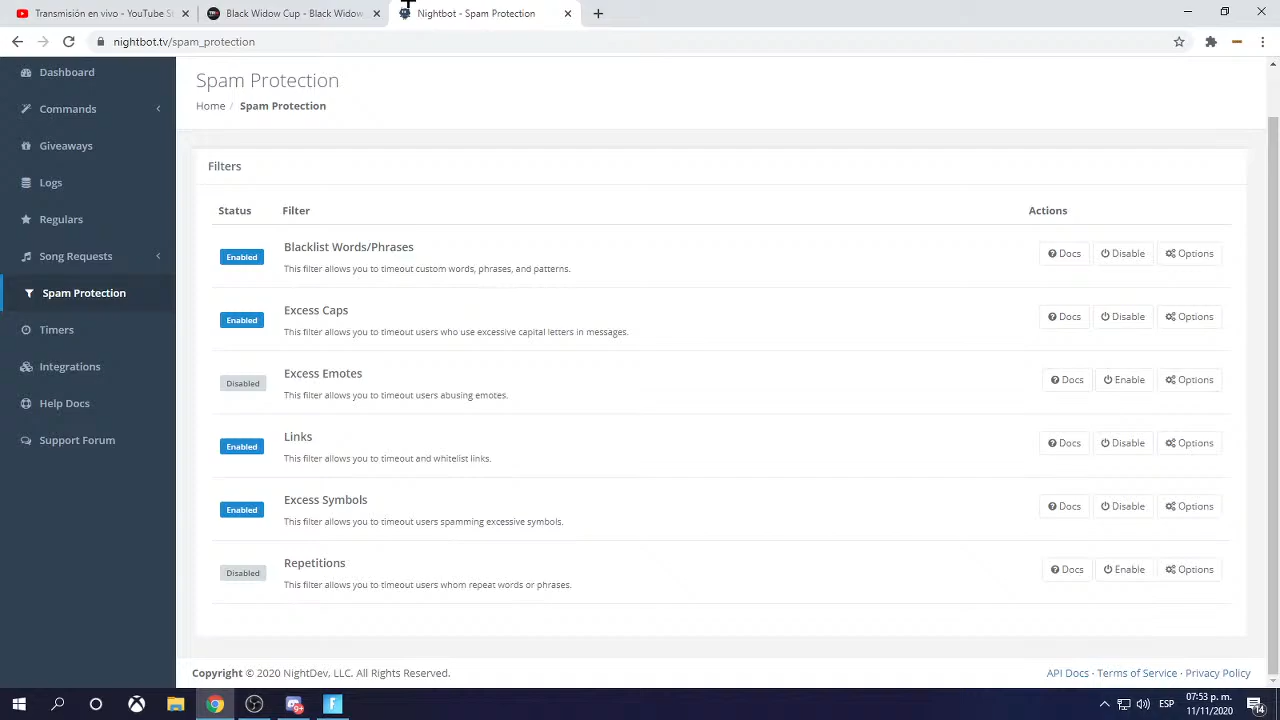 Transmisión en vivo - YouTube St
Black Widow Cup - Black Widow
Nightbot - Spam Protection
nightbot.tv/spam_protection
Dashboard
Commands
Giveaways
Logs
Regulars
Song Requests
Spam Protection
Timers
Integrations
Help Docs
Support Forum
Spam Protection
Home / Spam Protection
Filters
Status Filter Actions
Blacklist Words/Phrases
Enabled Docs Disable Options
This filter allows you to timeout custom words, phrases, and patterns.
Excess Caps
Enabled Docs Disable Options
This filter allows you to timeout users who use excessive capital letters in messages.
Excess Emotes
Disabled Docs Enable Options
This filter allows you to timeout users abusing emotes.
Links
Enabled Docs Disable Options
This filter allows you to timeout and whitelist links.
Excess Symbols
Enabled Docs Disable Options
This filter allows you to timeout users spamming excessive symbols.
Repetitions
Disabled Docs Enable Options
This filter allows you to timeout users whom repeat words or phrases.
Copyright © 2020 NightDev, LLC. All Rights Reserved.
API Docs · Terms of Service · Privacy Policy
ESP
07:53 p. m.
11/11/2020
14